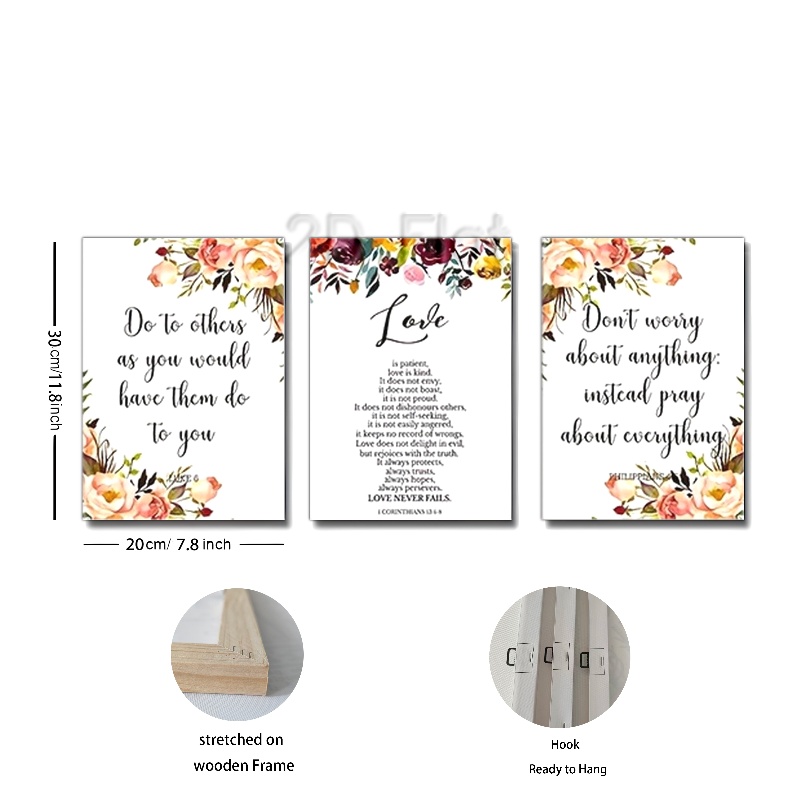 2D Flat
Do to others
as you would
have them do
to you
LUKE 6
Love
is patient,
love is kind.
It does not envy,
it does not boast,
it is not proud.
It does not dishonours others,
it is not self-seeking,
it is not easily angered,
it keeps no record of wrongs.
Love does not delight in evil,
but rejoices with the truth.
It always protects,
always trusts,
always hopes,
always perseveres.
LOVE NEVER FAILS.
1 CORINTHIANS 13 4-8
Don't worry
about anything:
instead pray
about everything
PHILIPPIANS
30cm/11.8inch
20cm/ 7.8 inch
stretched on
wooden Frame
Hook
Ready to Hang